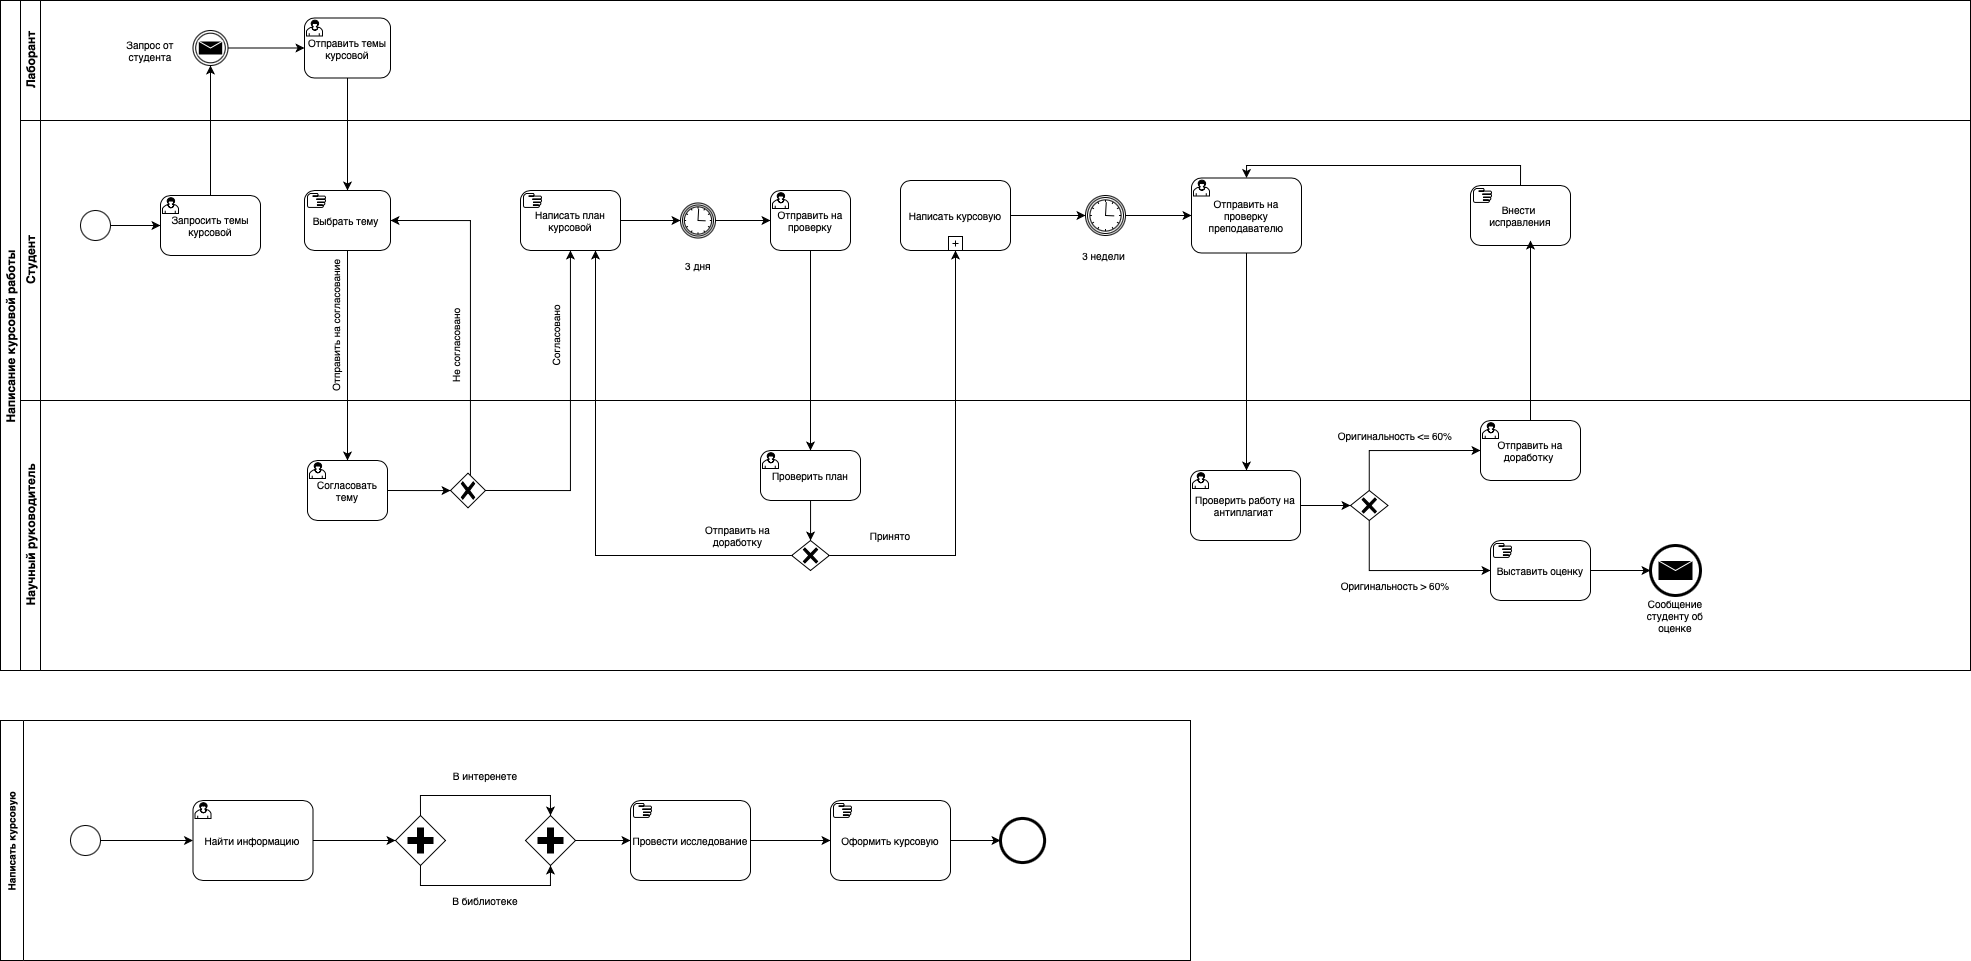 Написание курсовой работы
Лаборант
Запрос от
студента
Отправить темы
курсовой
Студент
Запросить темы
курсовой
Выбрать тему
Отправить на согласование
Не согласовано
Написать план
курсовой
Согласовано
3 дня
Отправить на
проверку
Написать курсовую
3 недели
Отправить на
проверку
преподавателю
Внести
исправления
Научный руководитель
Согласовать
тему
Проверить план
Отправить на
доработку
Принято
Проверить работу на
антиплагиат
Оригинальность <= 60%
Отправить на
доработку
Оригинальность > 60%
Выставить оценку
Сообщение
студенту об
оценке
Написать курсовую
Найти информацию
В интеренете
В библиотеке
Провести исследование
Оформить курсовую